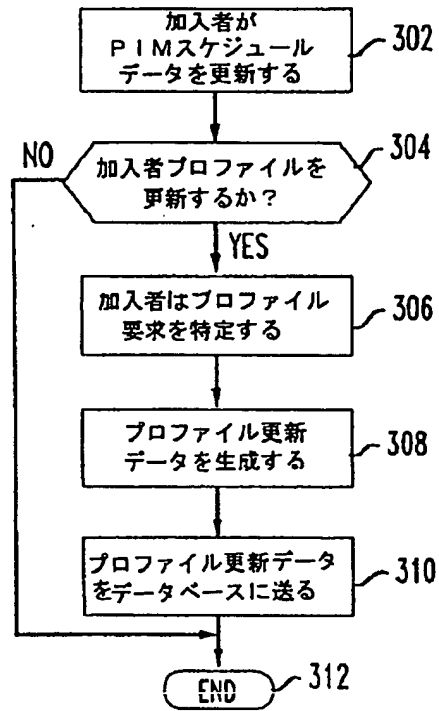 加入者が
ＰＩＭスケジュール
データを更新する
302
加入者プロファイルを
更新するか？
304
NO
YES
加入者はプロファイル
要求を特定する
306
プロファイル更新
データを生成する
308
プロファイル更新データ
をデータベースに送る
310
END
312